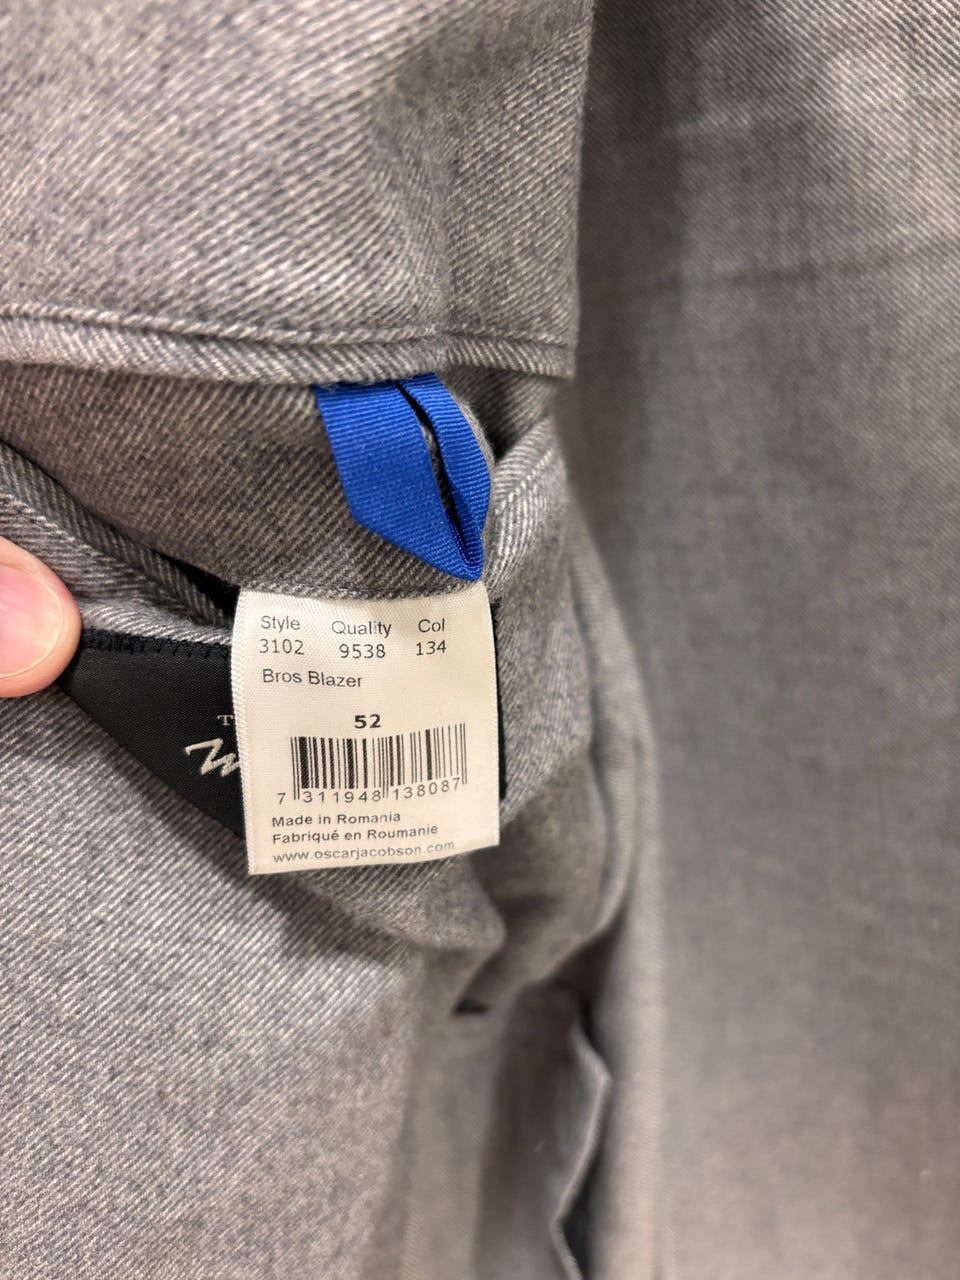 Style Quality Col
3102 9538 134
Bros Blazer
52
7 311948 138087
Made in Romania
Fabriqué en Roumanie
www.oscarjacobson.com